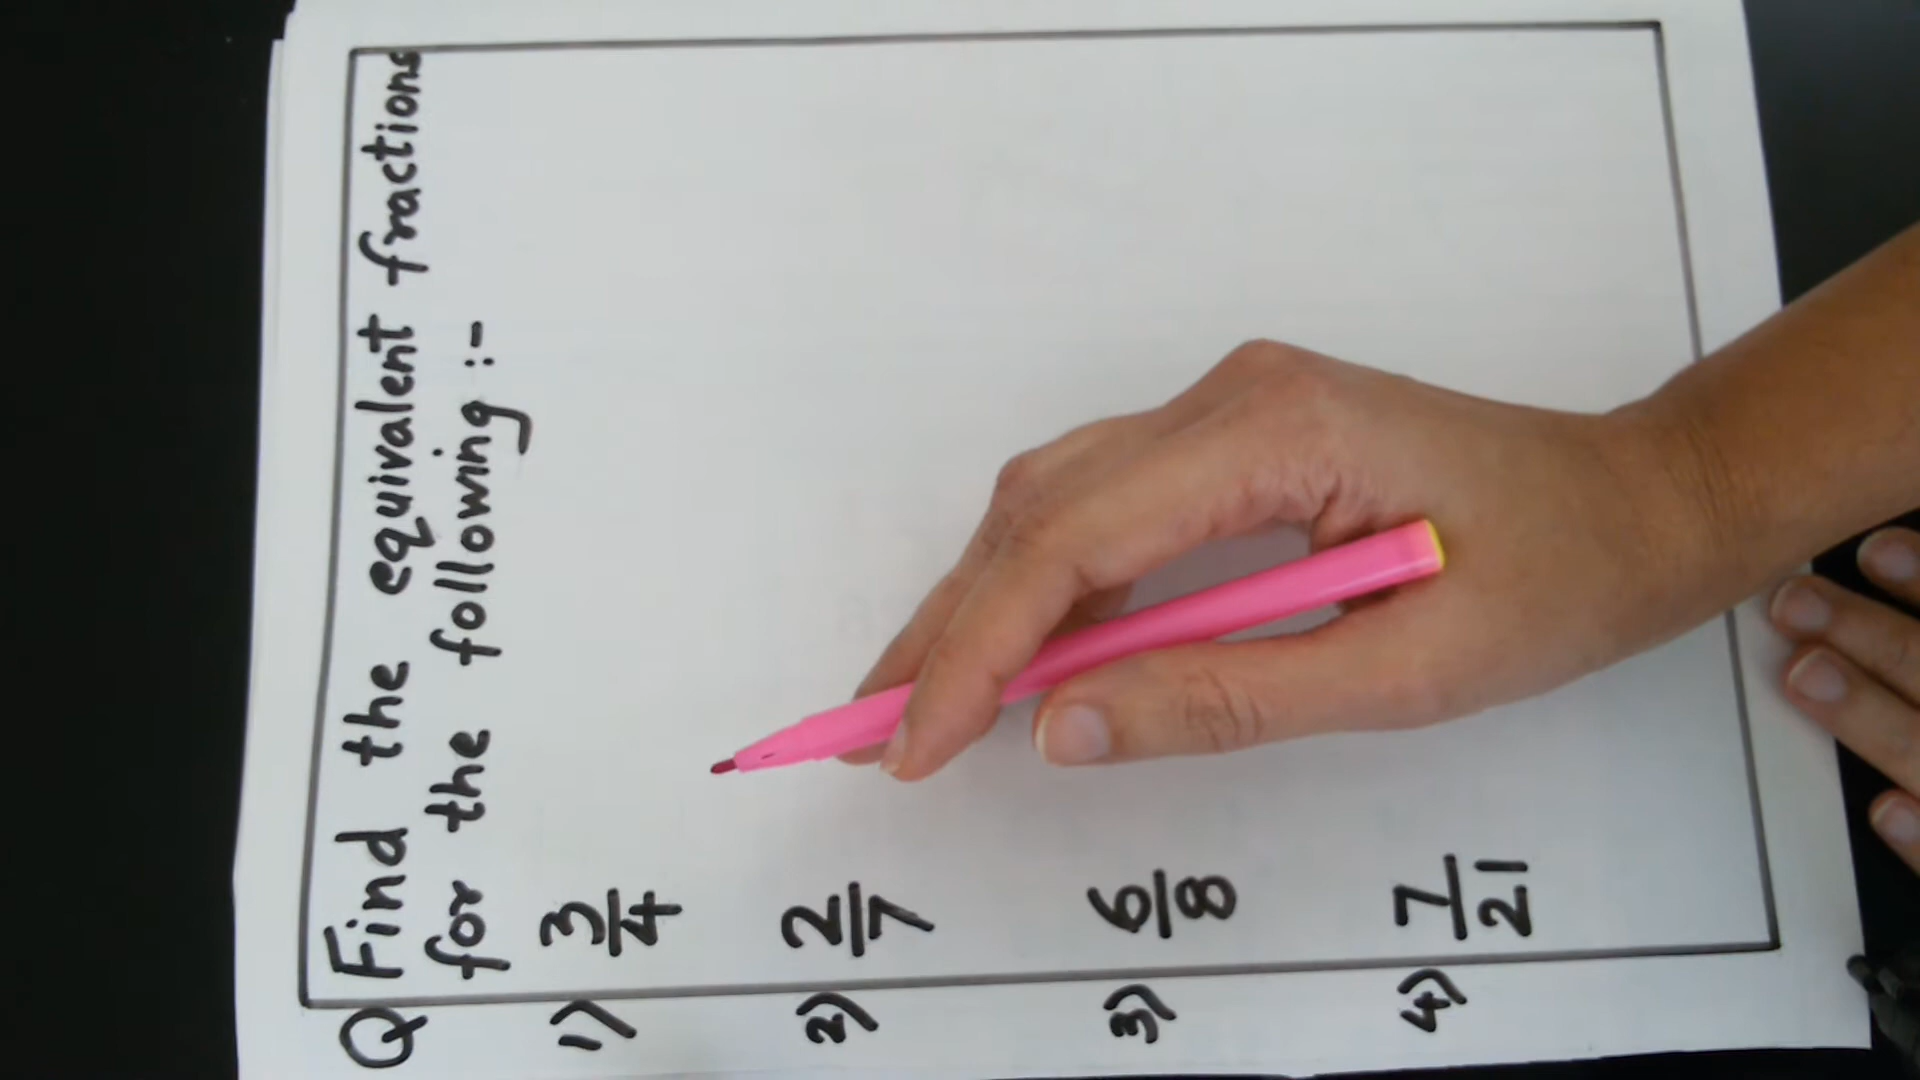 Q Find the equivalent fractions
for the following :-
1) 3/4
2) 2/7
3) 6/8
4) 7/21